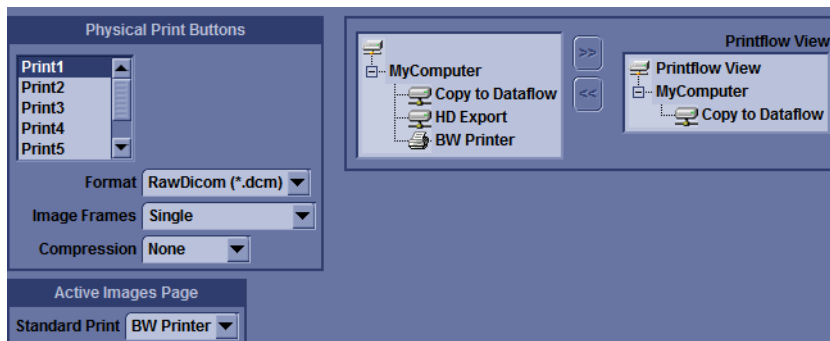 Physical Print Buttons
Print1
Print2
Print3
Print4
Print5
Format RawDicom (*.dcm)
Image Frames Single
Compression None
Active Images Page
Standard Print BW Printer
MyComputer
Copy to Dataflow
HD Export
BW Printer
>>
<<
Printflow View
Printflow View
MyComputer
Copy to Dataflow